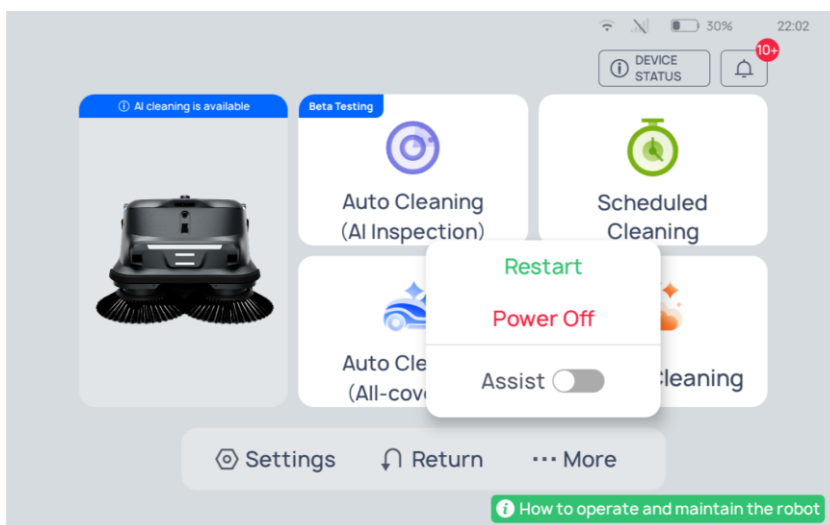 30%
22:02
DEVICE
STATUS
10+
AI cleaning is available
Beta Testing
Auto Cleaning
(AI Inspection)
Scheduled
Cleaning
Restart
Power Off
Assist
Auto Cle
(All-cov
Cleaning
Settings
Return
More
How to operate and maintain the robot